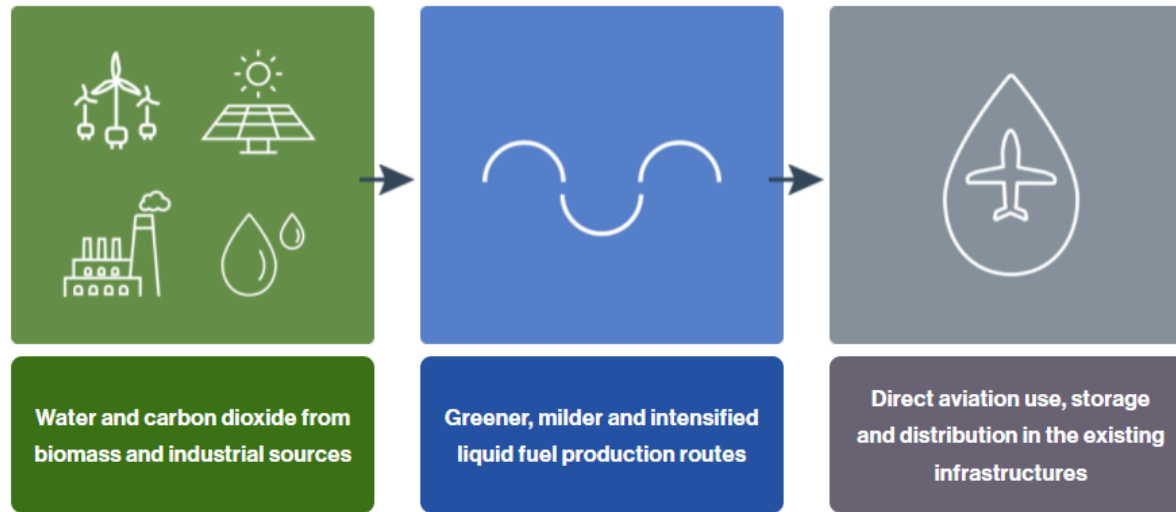 Water and carbon dioxide from
biomass and industrial sources
Greener, milder and intensified
liquid fuel production routes
Direct aviation use, storage
and distribution in the existing
infrastructures